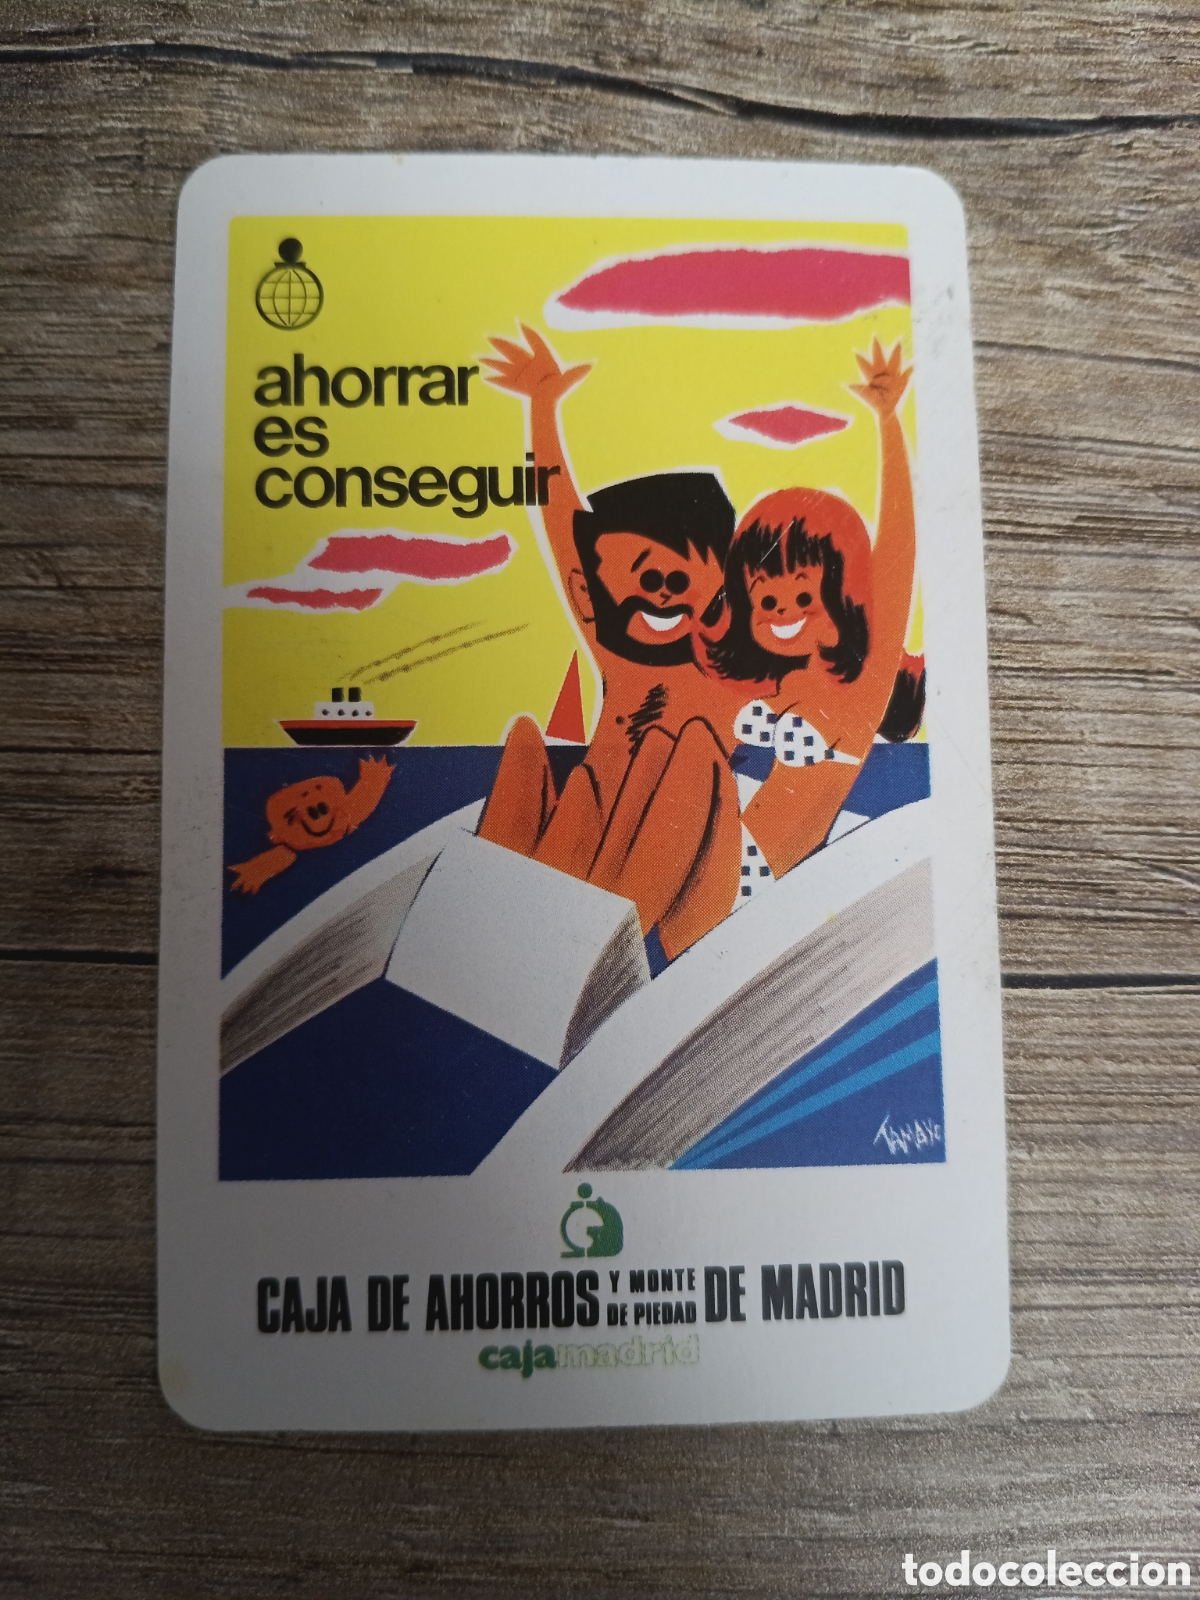 ahorrar
es
conseguir
TAMAYO
CAJA DE AHORROS Y MONTE DE PIEDAD DE MADRID
cajamadrid
todocoleccion